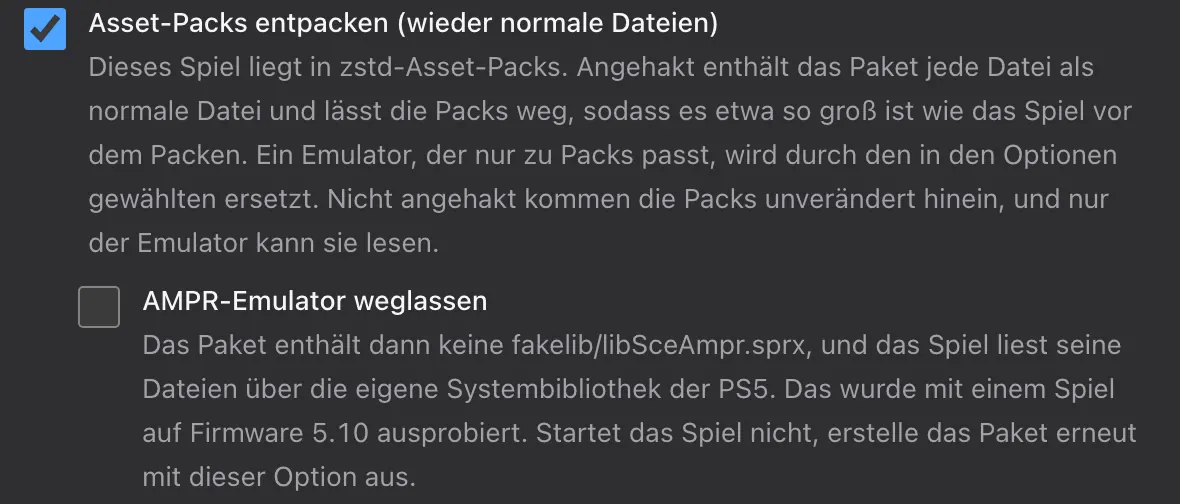 Asset-Packs entpacken (wieder normale Dateien)
Dieses Spiel liegt in zstd-Asset-Packs. Angehakt enthält das Paket jede Datei als
normale Datei und lässt die Packs weg, sodass es etwa so groß ist wie das Spiel vor
dem Packen. Ein Emulator, der nur zu Packs passt, wird durch den in den Optionen
gewählten ersetzt. Nicht angehakt kommen die Packs unverändert hinein, und nur
der Emulator kann sie lesen.
AMPR-Emulator weglassen
Das Paket enthält dann keine fakelib/libSceAmpr.sprx, und das Spiel liest seine
Dateien über die eigene Systembibliothek der PS5. Das wurde mit einem Spiel
auf Firmware 5.10 ausprobiert. Startet das Spiel nicht, erstelle das Paket erneut
mit dieser Option aus.